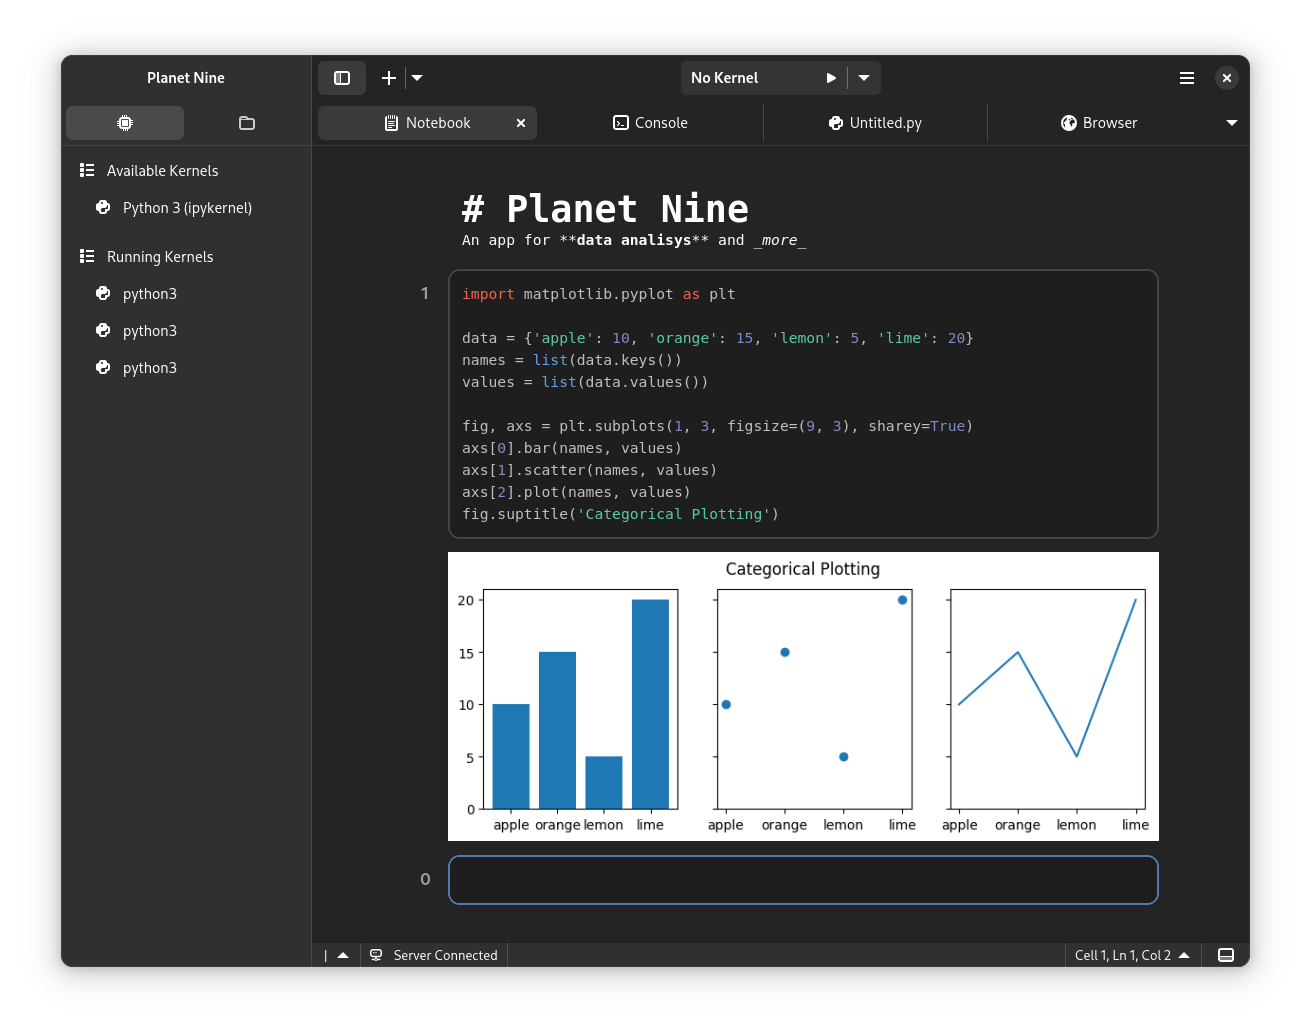 Planet Nine
No Kernel
Notebook
Console
Untitled.py
Browser
Available Kernels
Python 3 (ipykernel)
Running Kernels
python3
python3
python3
# Planet Nine
An app for **data analisys** and _more_
1
import matplotlib.pyplot as plt
data = {'apple': 10, 'orange': 15, 'lemon': 5, 'lime': 20}
names = list(data.keys())
values = list(data.values())
fig, axs = plt.subplots(1, 3, figsize=(9, 3), sharey=True)
axs[0].bar(names, values)
axs[1].scatter(names, values)
axs[2].plot(names, values)
fig.suptitle('Categorical Plotting')
Categorical Plotting
20
15
10
5
0
apple orange lemon lime
apple orange lemon lime
apple orange lemon lime
0
|
Server Connected
Cell 1, Ln 1, Col 2